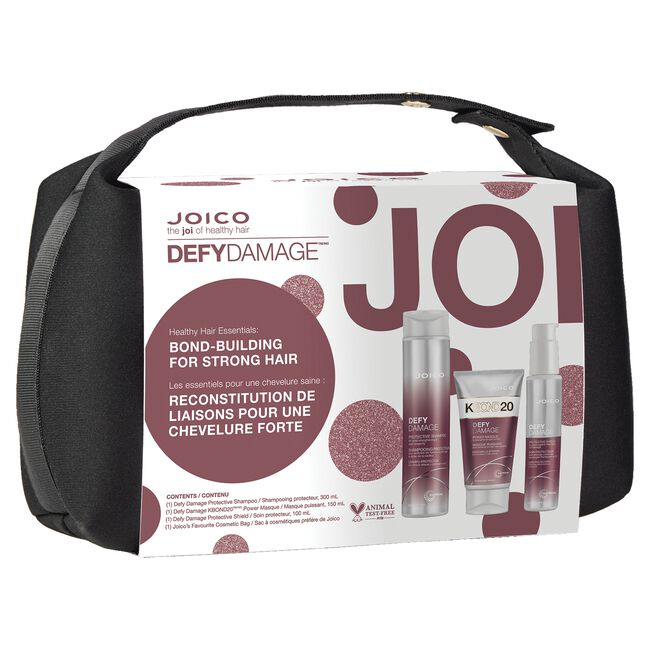 JOICO
the joi of healthy hair
DEFYDAMAGE
Healthy Hair Essentials:
BOND-BUILDING
FOR STRONG HAIR
Les essentiels pour une chevelure saine :
RECONSTITUTION DE
LIAISONS POUR UNE
CHEVELURE FORTE
CONTENTS / CONTENU
(1) Defy Damage Protective Shampoo / Shampooing protecteur, 300 mL
(1) Defy Damage KBOND20 Power Masque / Masque puissant, 150 mL
(1) Defy Damage Protective Shield / Soin protecteur, 100 mL
(1) Joico's Favourite Cosmetic Bag / Sac à cosmétiques préféré de Joico
ANIMAL
TEST-FREE
JOI
JOICO
DEFY
DAMAGE
PROTECTIVE SHAMPOO
KBOND20
DEFY
DAMAGE
POWER MASQUE
JOICO
DEFY
DAMAGE